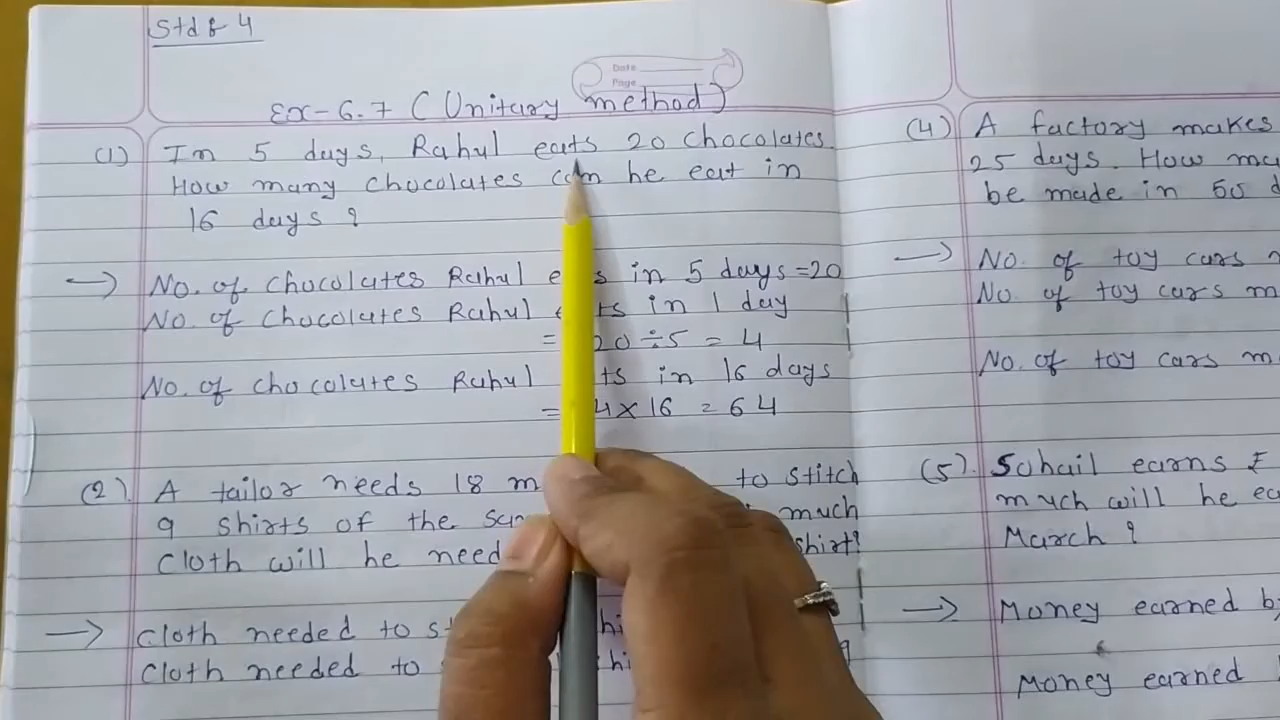 Std : 4
Date
Page
Ex-6.7 (Unitary method)
(1) In 5 days, Rahul eats 20 chocolates.
How many chocolates can he eat in
16 days ?
→ No. of chocolates Rahul in 5 days = 20
No. of chocolates Rahul in 1 day
= 20 ÷ 5 = 4
No. of chocolates Rahul in 16 days
= 4 × 16 = 64
(2) A tailor needs 18 to stitch
9 shirts of the much
cloth will he need shirt?
→ cloth needed to
cloth needed to
(4) A factory makes
25 days. How
be made in 50
→ No. of toy cars
No. of toy cars
No. of toy cars
(5) Sohail earns ₹
much will he
March ?
→ Money earned
Money earned